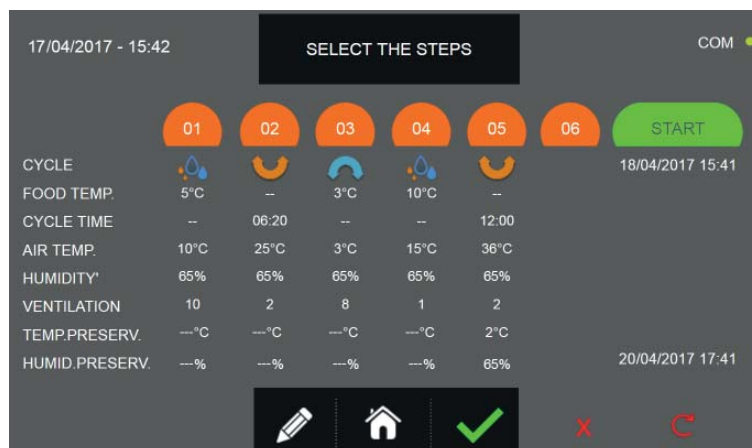 17/04/2017 - 15:42 SELECT THE STEPS COM
01 02 03 04 05 06 START
CYCLE 18/04/2017 15:41
FOOD TEMP. 5°C -- 3°C 10°C --
CYCLE TIME -- 06:20 -- -- 12:00
AIR TEMP. 10°C 25°C 3°C 15°C 36°C
HUMIDITY' 65% 65% 65% 65% 65%
VENTILATION 10 2 8 1 2
TEMP.PRESERV. ---°C ---°C ---°C ---°C 2°C
HUMID.PRESERV. ---% ---% ---% ---% 65% 20/04/2017 17:41
X